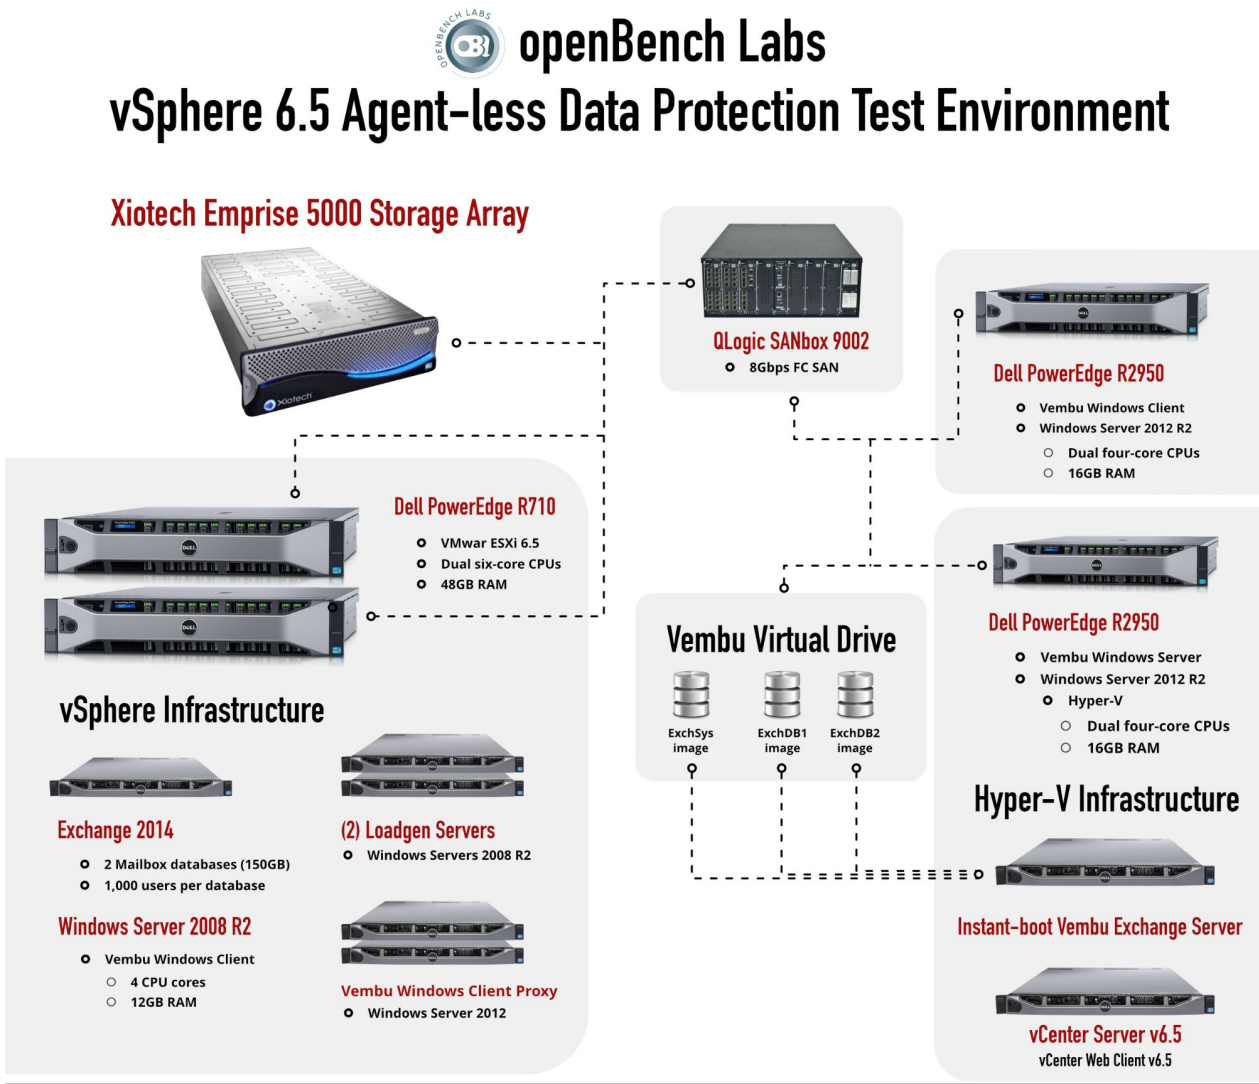 OPENBENCH LABS
OBL
openBench Labs
vSphere 6.5 Agent-less Data Protection Test Environment
Xiotech Emprise 5000 Storage Array
Xiotech
QLogic SANbox 9002
8Gbps FC SAN
DELL
Dell PowerEdge R2950
Vembu Windows Client
Windows Server 2012 R2
Dual four-core CPUs
16GB RAM
DELL
DELL
Dell PowerEdge R710
VMwar ESXi 6.5
Dual six-core CPUs
48GB RAM
vSphere Infrastructure
Exchange 2014
2 Mailbox databases (150GB)
1,000 users per database
Windows Server 2008 R2
Vembu Windows Client
4 CPU cores
12GB RAM
(2) Loadgen Servers
Windows Servers 2008 R2
Vembu Windows Client Proxy
Windows Server 2012
Vembu Virtual Drive
ExchSys
image
ExchDB1
image
ExchDB2
image
DELL
Dell PowerEdge R2950
Vembu Windows Server
Windows Server 2012 R2
Hyper-V
Dual four-core CPUs
16GB RAM
Hyper-V Infrastructure
Instant-boot Vembu Exchange Server
vCenter Server v6.5
vCenter Web Client v6.5